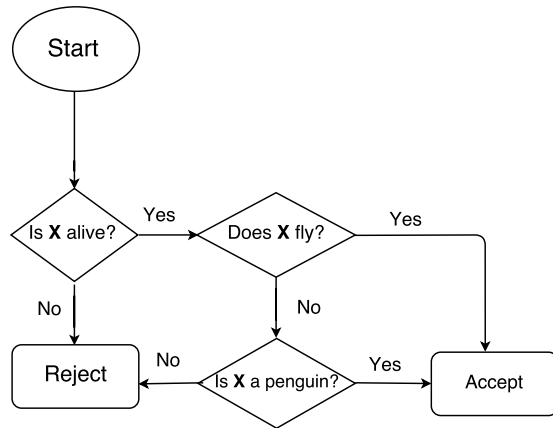 Start
Is X alive?
Yes
Does X fly?
Yes
No
No
Reject
No
Is X a penguin?
Yes
Accept